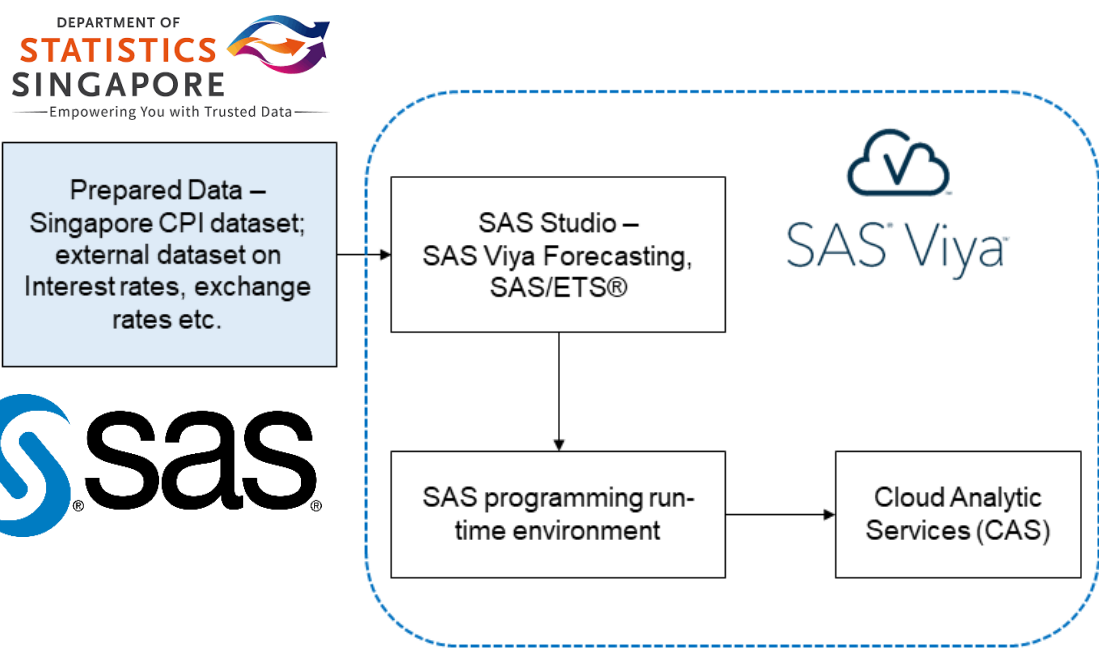 DEPARTMENT OF
STATISTICS
SINGAPORE
Empowering You with Trusted Data
Prepared Data –
Singapore CPI dataset;
external dataset on
Interest rates, exchange
rates etc.
SAS Studio –
SAS Viya Forecasting,
SAS/ETS®
SAS® Viya™
sas®
SAS programming run-
time environment
Cloud Analytic
Services (CAS)